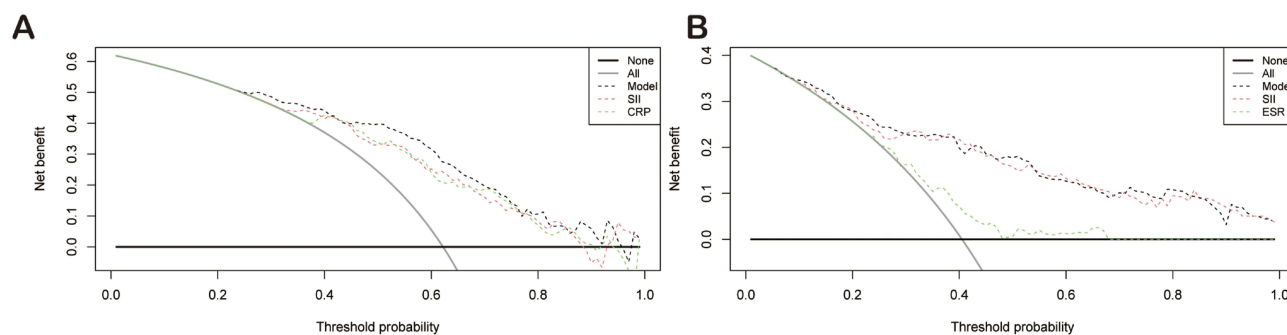 A
Net benefit
0.0 0.1 0.2 0.3 0.4 0.5 0.6
None
All
Model
SII
CRP
0.0 0.2 0.4 0.6 0.8 1.0
Threshold probability
B
Net benefit
0.0 0.1 0.2 0.3 0.4
None
All
Model
SII
ESR
0.0 0.2 0.4 0.6 0.8 1.0
Threshold probability